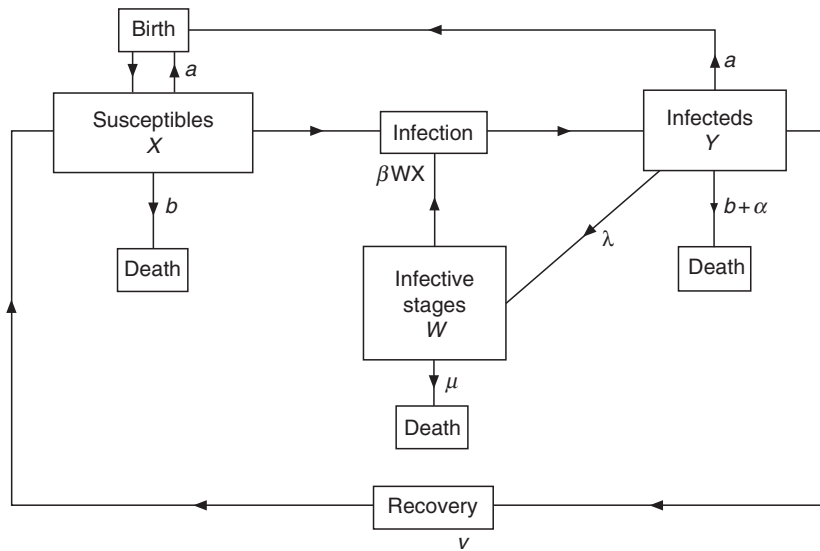 Birth
a
a
Susceptibles
X
Infection
Infecteds
Y
βWX
b
b + α
λ
Death
Infective
stages
W
Death
μ
Death
Recovery
v